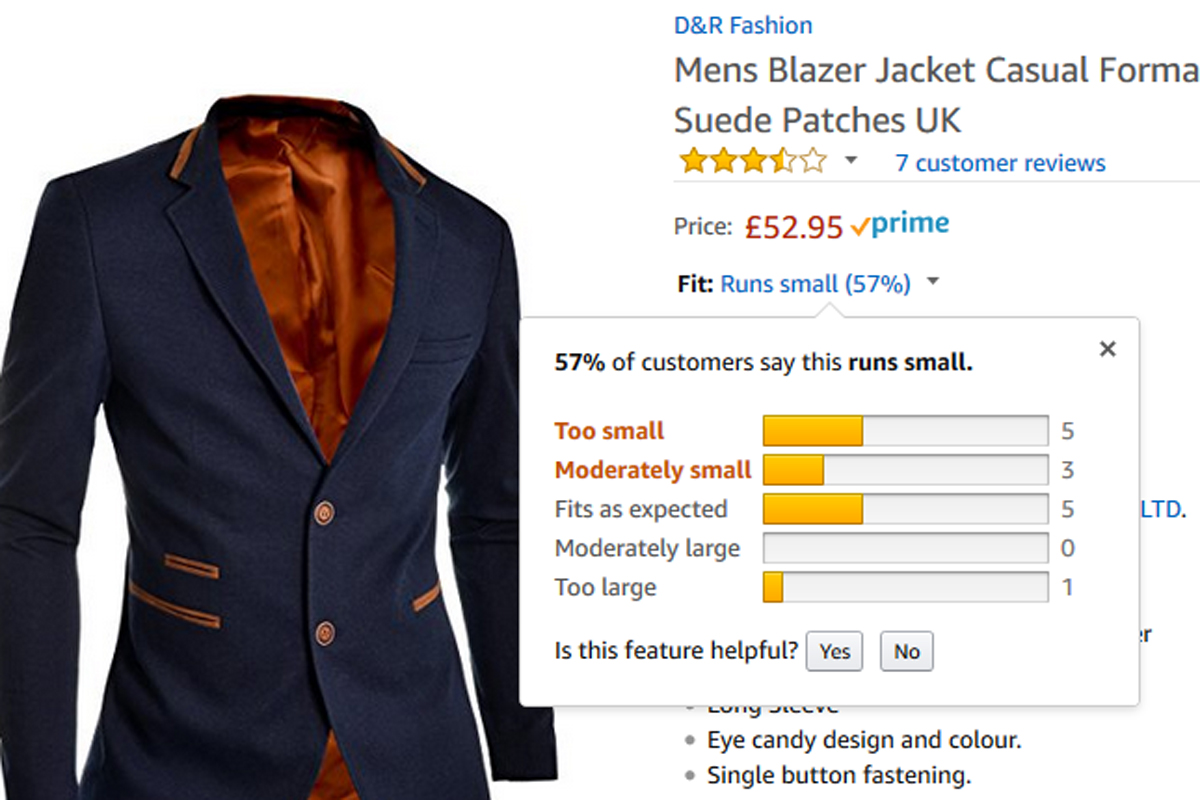 D&R Fashion
Mens Blazer Jacket Casual Forma
Suede Patches UK
7 customer reviews
Price: £52.95 prime
Fit: Runs small (57%)
57% of customers say this runs small.
Too small 5
Moderately small 3
Fits as expected 5
LTD.
Moderately large 0
Too large 1
Is this feature helpful? Yes No
Long Sleeve
Eye candy design and colour.
Single button fastening.